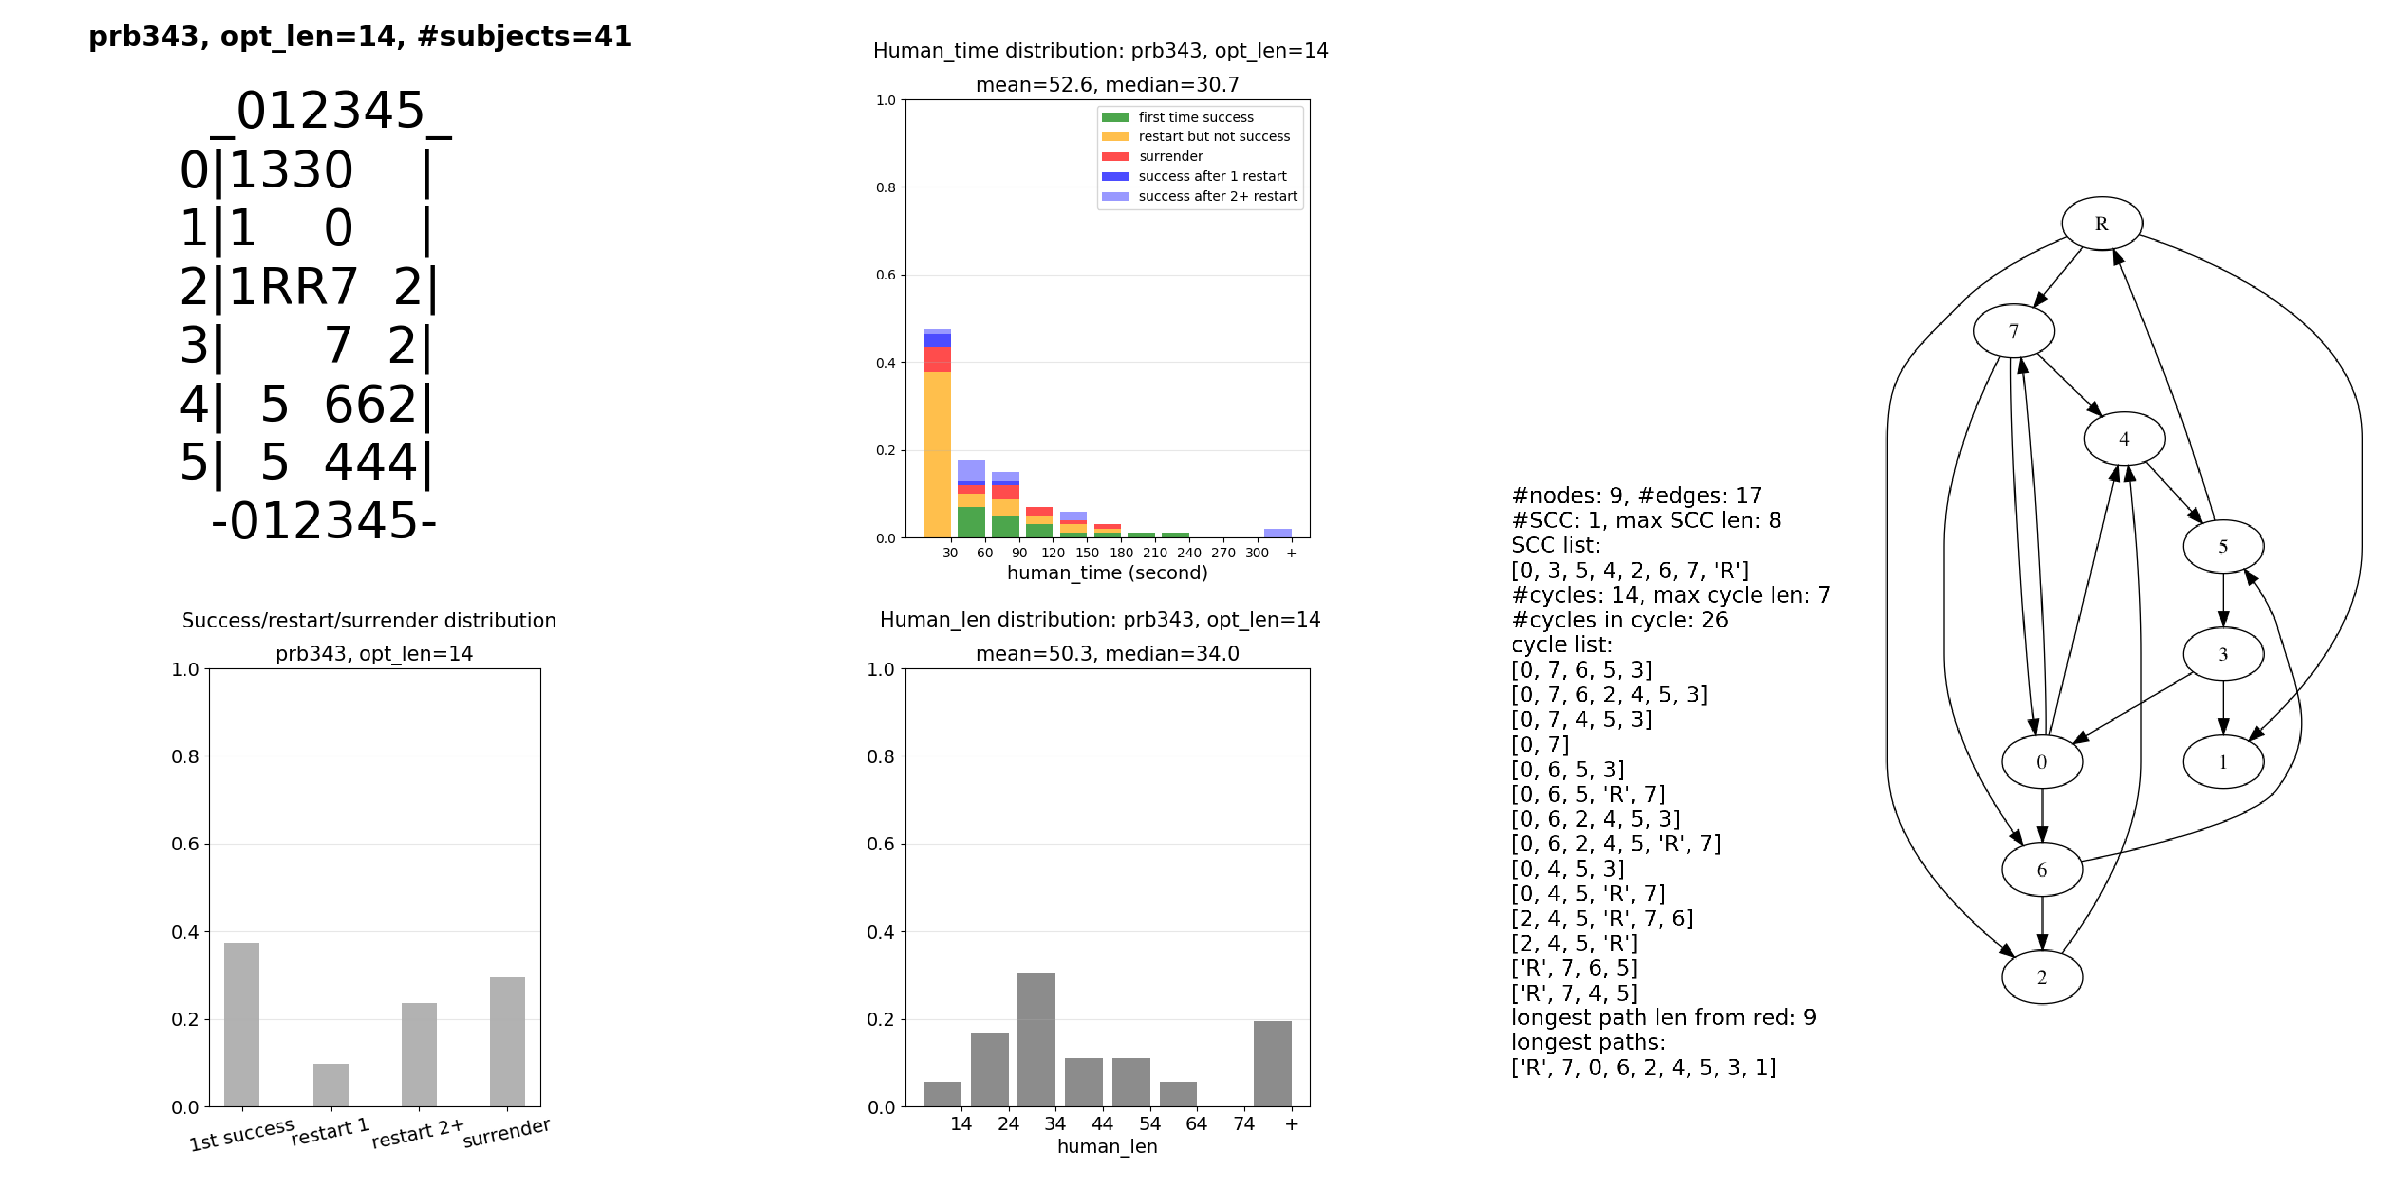 prb343, opt_len=14, #subjects=41
_012345_
0|1330  |
1|1  0  |
2|1RR7 2|
3|   7 2|
4| 5 662|
5| 5 444|
-012345-
Human_time distribution: prb343, opt_len=14
mean=52.6, median=30.7
1.0
0.8
0.6
0.4
0.2
0.0
first time success
restart but not success
surrender
success after 1 restart
success after 2+ restart
30 60 90 120 150 180 210 240 270 300 +
human_time (second)
Success/restart/surrender distribution
prb343, opt_len=14
1.0
0.8
0.6
0.4
0.2
0.0
1st success restart 1 restart 2+ surrender
Human_len distribution: prb343, opt_len=14
mean=50.3, median=34.0
1.0
0.8
0.6
0.4
0.2
0.0
14 24 34 44 54 64 74 +
human_len
#nodes: 9, #edges: 17
#SCC: 1, max SCC len: 8
SCC list:
[0, 3, 5, 4, 2, 6, 7, 'R']
#cycles: 14, max cycle len: 7
#cycles in cycle: 26
cycle list:
[0, 7, 6, 5, 3]
[0, 7, 6, 2, 4, 5, 3]
[0, 7, 4, 5, 3]
[0, 7]
[0, 6, 5, 3]
[0, 6, 5, 'R', 7]
[0, 6, 2, 4, 5, 3]
[0, 6, 2, 4, 5, 'R', 7]
[0, 4, 5, 3]
[0, 4, 5, 'R', 7]
[2, 4, 5, 'R', 7, 6]
[2, 4, 5, 'R']
['R', 7, 6, 5]
['R', 7, 4, 5]
longest path len from red: 9
longest paths:
['R', 7, 0, 6, 2, 4, 5, 3, 1]
R
7
4
5
3
0
1
6
2